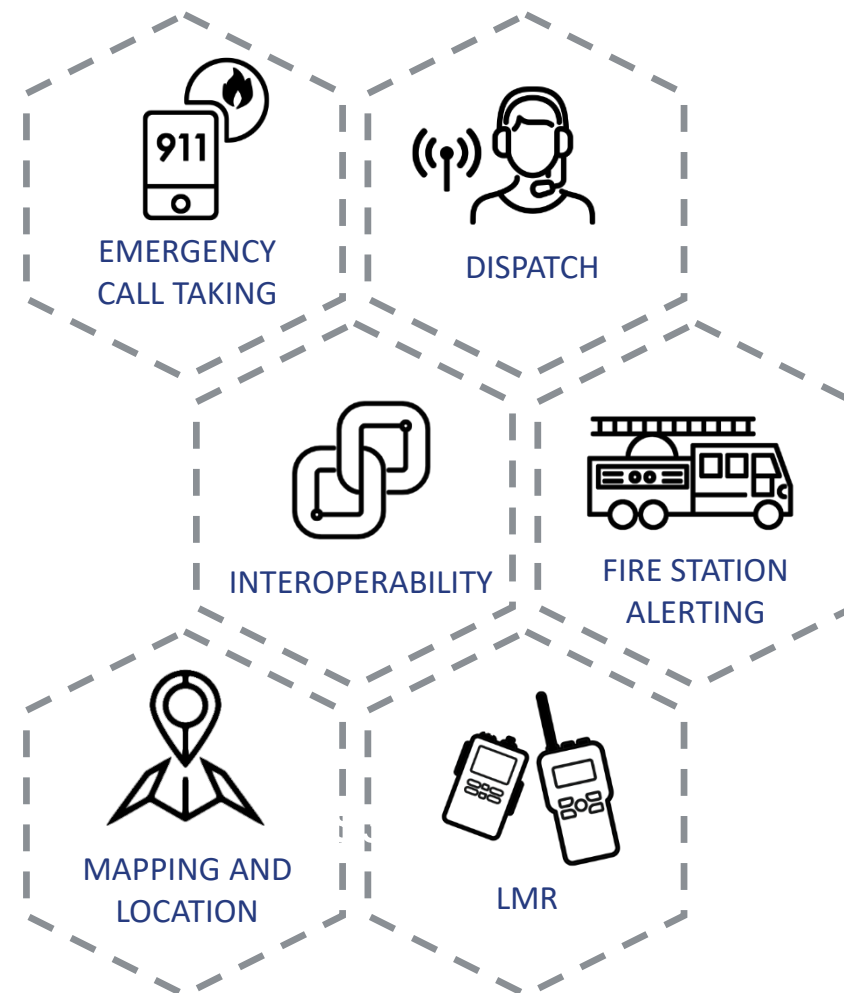 911
EMERGENCY
CALL TAKING
DISPATCH
INTEROPERABILITY
FIRE STATION
ALERTING
MAPPING AND
LOCATION
LMR